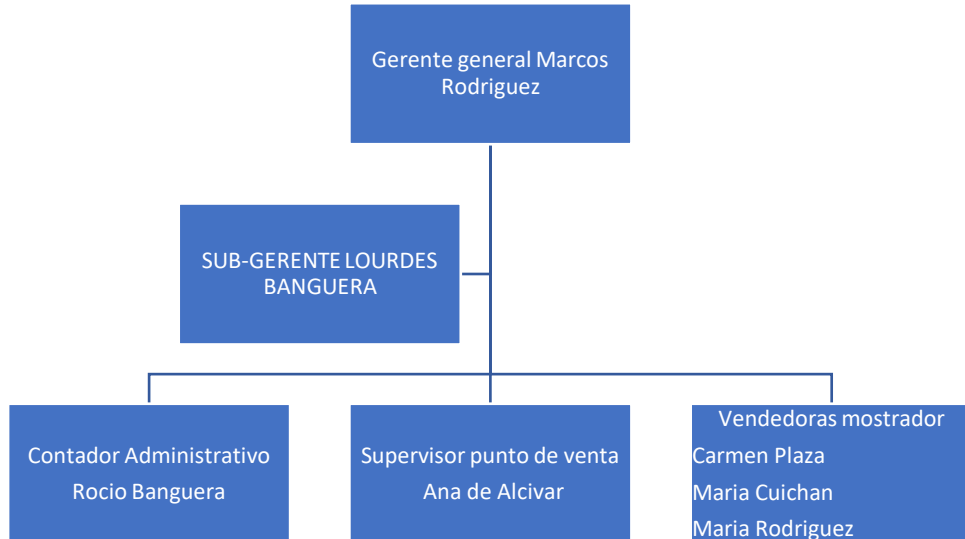 Gerente general Marcos
Rodriguez
SUB-GERENTE LOURDES
BANGUERA
Contador Administrativo
Rocio Banguera
Supervisor punto de venta
Ana de Alcivar
Vendedoras mostrador
Carmen Plaza
Maria Cuichan
Maria Rodriguez